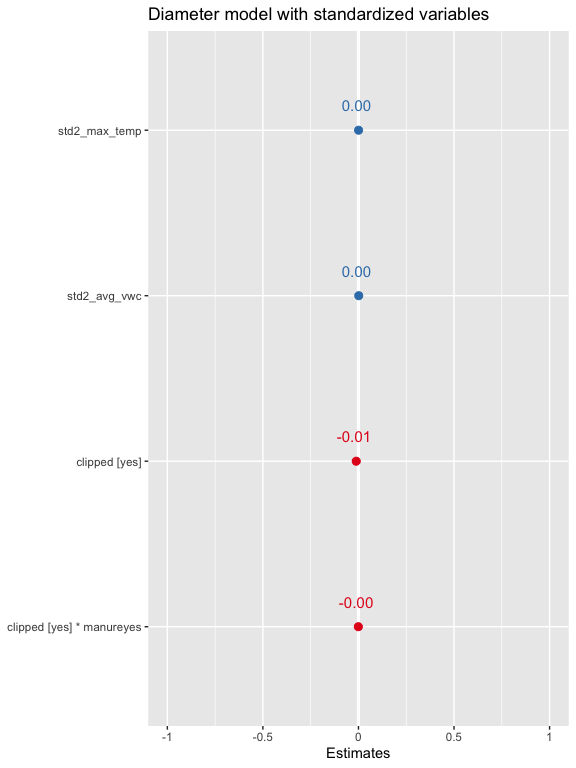 Diameter model with standardized variables
0.00
std2_max_temp
0.00
std2_avg_vwc
-0.01
clipped [yes]
-0.00
clipped [yes] * manureyes
-1 -0.5 0 0.5 1
Estimates